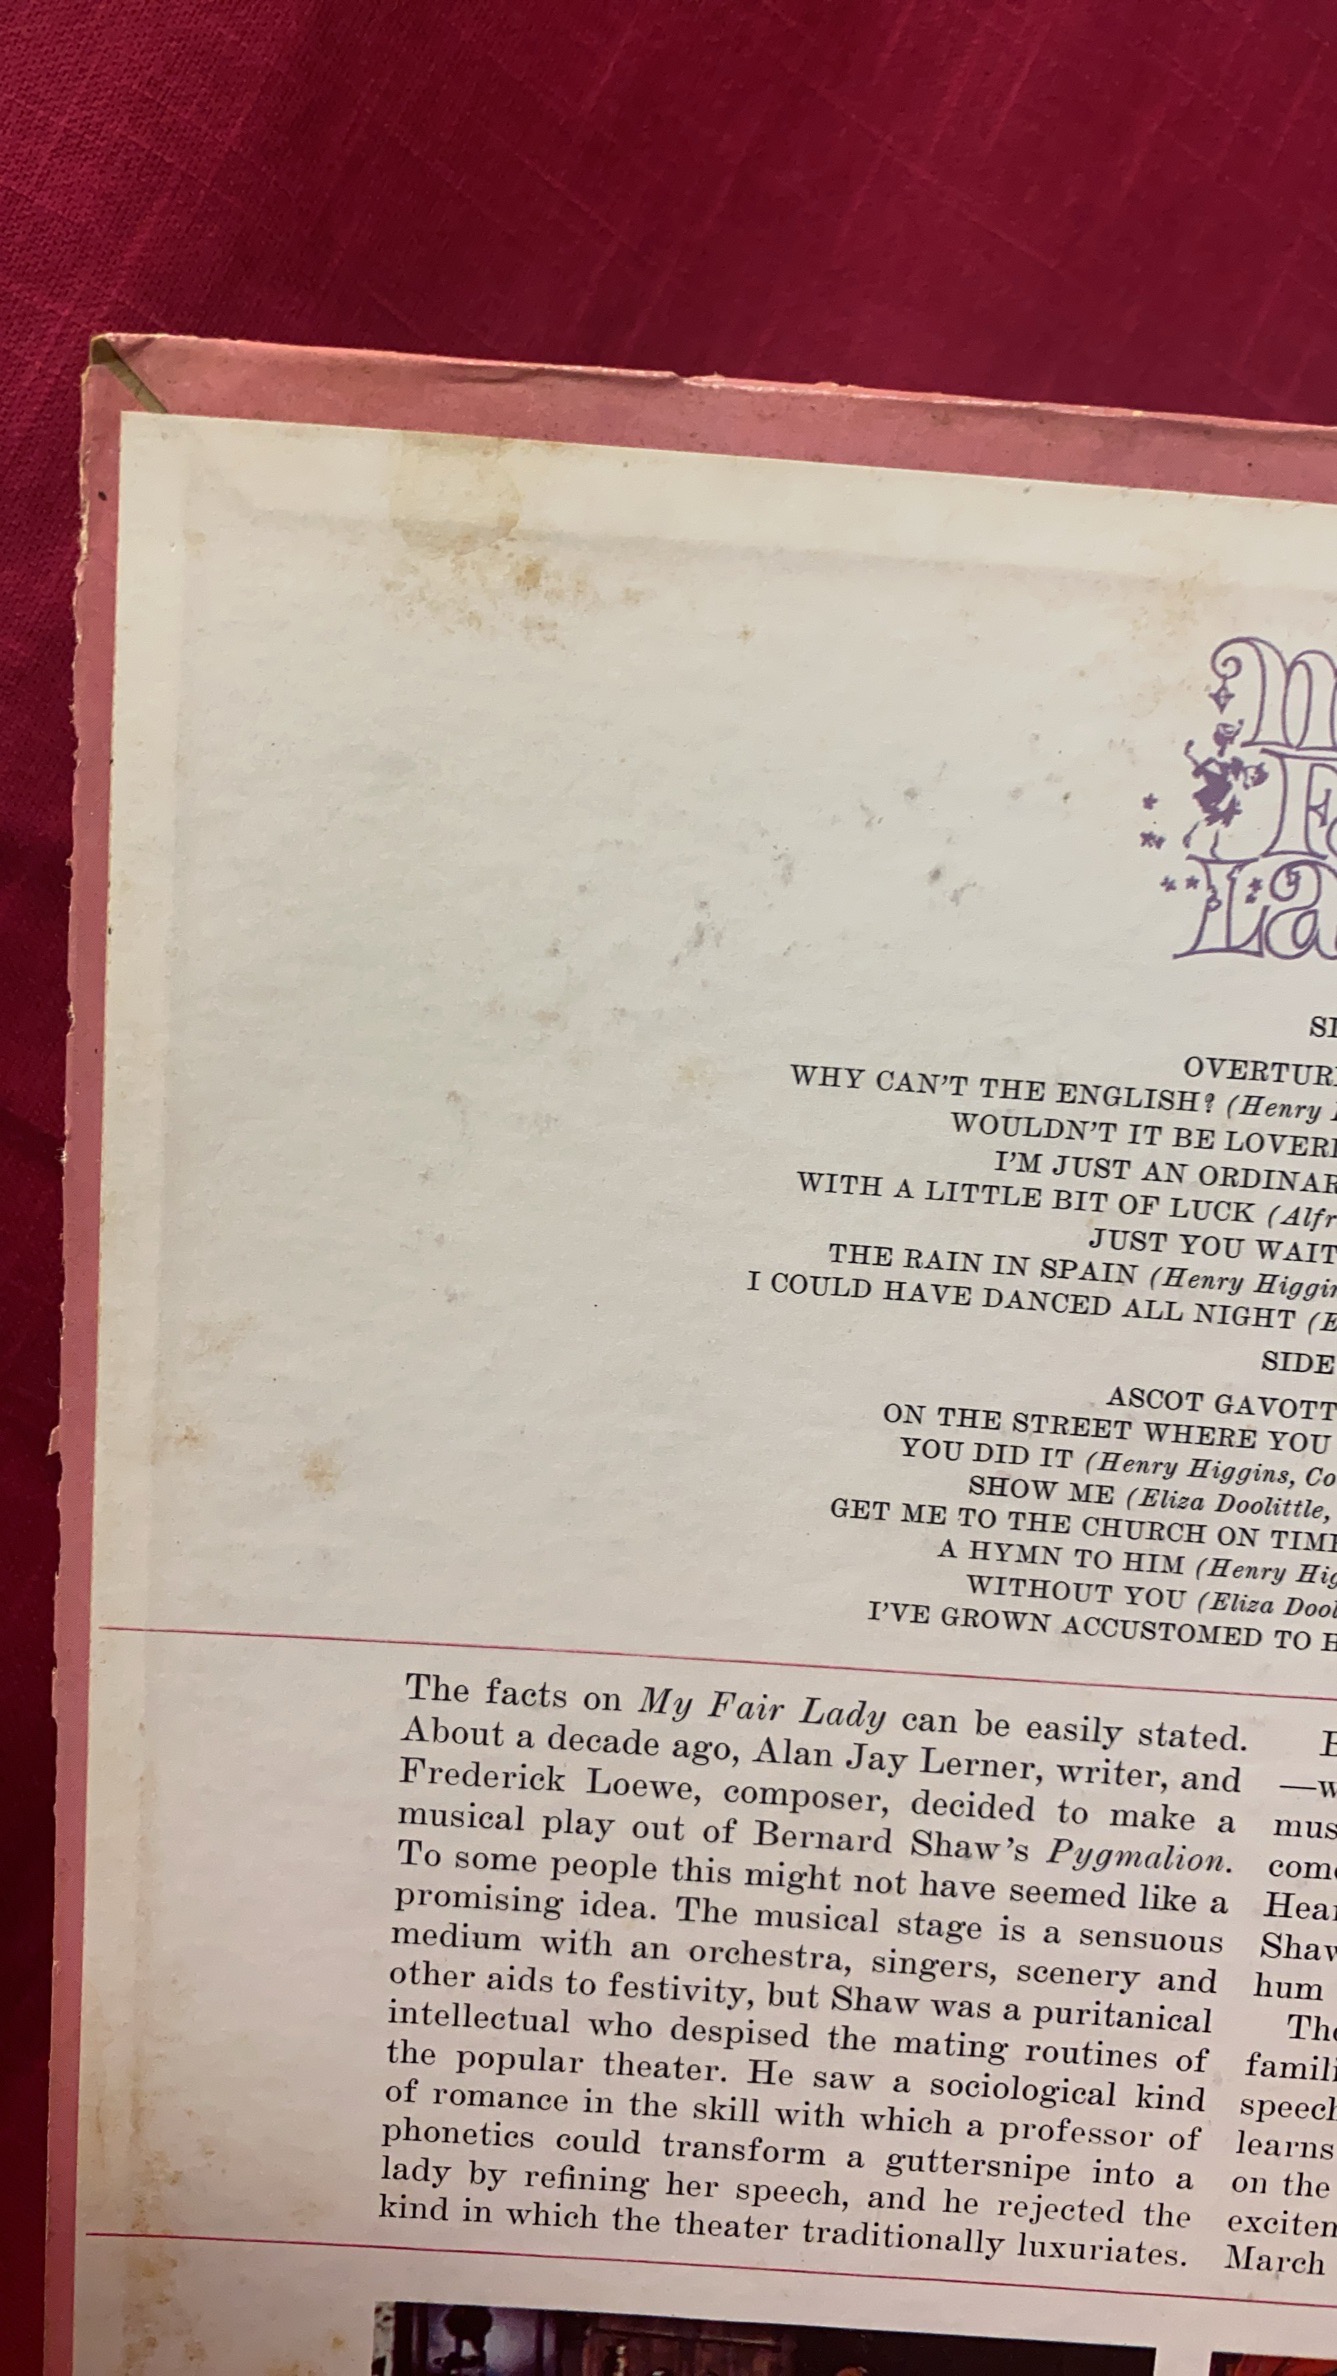 SI
OVERTUR
WHY CAN'T THE ENGLISH? (Henry
WOULDN'T IT BE LOVER
I'M JUST AN ORDINAR
WITH A LITTLE BIT OF LUCK (Alfr
JUST YOU WAIT
THE RAIN IN SPAIN (Henry Higgin
I COULD HAVE DANCED ALL NIGHT (E
SIDE
ASCOT GAVOTT
ON THE STREET WHERE YOU
YOU DID IT (Henry Higgins, Co
SHOW ME (Eliza Doolittle,
GET ME TO THE CHURCH ON TIM
A HYMN TO HIM (Henry Hig
WITHOUT YOU (Eliza Dool
I'VE GROWN ACCUSTOMED TO H
The facts on My Fair Lady can be easily stated.
About a decade ago, Alan Jay Lerner, writer, and
Frederick Loewe, composer, decided to make a
musical play out of Bernard Shaw's Pygmalion.
To some people this might not have seemed like a
promising idea. The musical stage is a sensuous
medium with an orchestra, singers, scenery and
other aids to festivity, but Shaw was a puritanical
intellectual who despised the mating routines of
the popular theater. He saw a sociological kind
of romance in the skill with which a professor of
phonetics could transform a guttersnipe into a
lady by refining her speech, and he rejected the
kind in which the theater traditionally luxuriates.
—w
mus
com
Hear
Shaw
hum
The
famili
speech
learns
on the
excitem
March